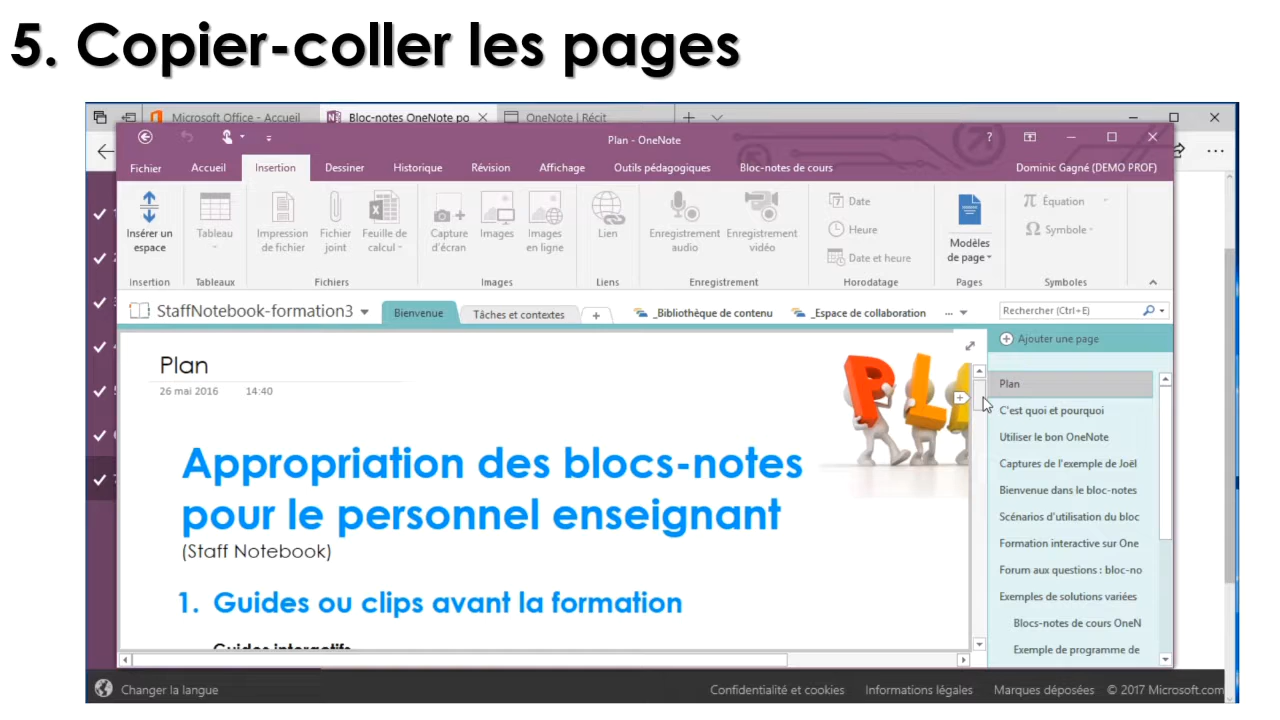 5. Copier-coller les pages
Microsoft Office - Accueil
Bloc-notes OneNote po
OneNote | Récit
Plan - OneNote
Fichier Accueil Insertion Dessiner Historique Révision Affichage Outils pédagogiques Bloc-notes de cours
Dominic Gagné (DEMO PROF)
Insérer un espace
Tableau
Impression de fichier
Fichier joint
Feuille de calcul
Capture d'écran
Images
Images en ligne
Lien
Enregistrement audio
Enregistrement vidéo
Date
Heure
Date et heure
Modèles de page
Équation
Symbole
Insertion Tableaux Fichiers Images Liens Enregistrement Horodatage Pages Symboles
StaffNotebook-formation3
Bienvenue
Tâches et contextes
_Bibliothèque de contenu
_Espace de collaboration
...
Rechercher (Ctrl+E)
Ajouter une page
Plan
26 mai 2016 14:40
PL
Appropriation des blocs-notes
pour le personnel enseignant
(Staff Notebook)
1. Guides ou clips avant la formation
Plan
C'est quoi et pourquoi
Utiliser le bon OneNote
Captures de l'exemple de Joël
Bienvenue dans le bloc-notes
Scénarios d'utilisation du bloc
Formation interactive sur One
Forum aux questions : bloc-no
Exemples de solutions variées
Blocs-notes de cours OneN
Exemple de programme de
Changer la langue
Confidentialité et cookies Informations légales Marques déposées © 2017 Microsoft.com